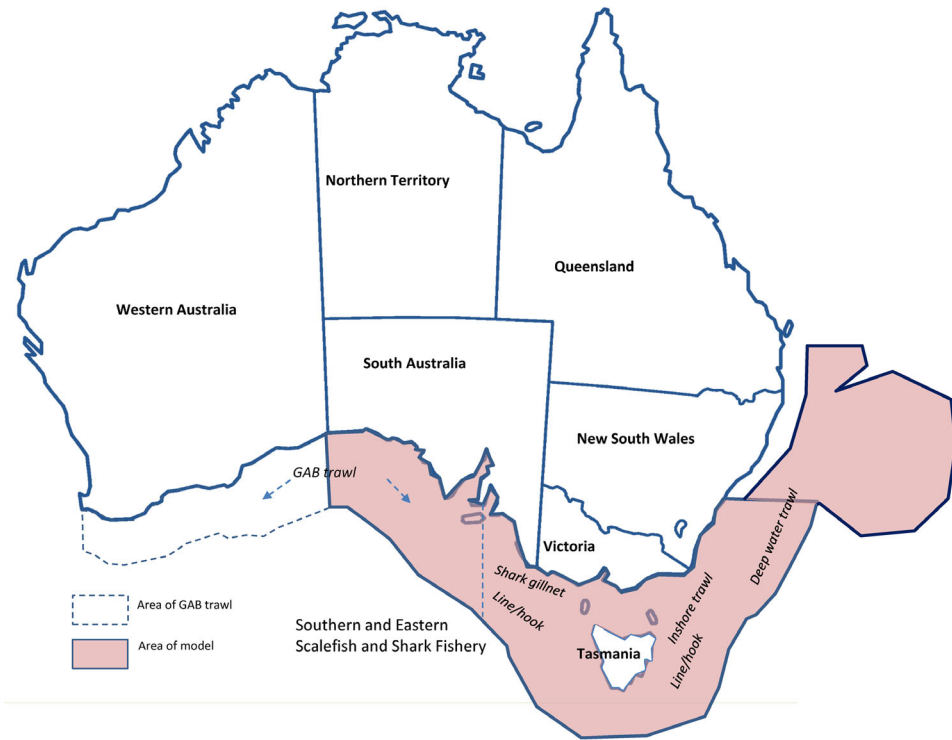 Northern Territory
Queensland
Western Australia
South Australia
New South Wales
GAB trawl
Victoria
Shark gillnet
Line/hook
Deep water trawl
Inshore trawl
Line/hook
Tasmania
Area of GAB trawl
Area of model
Southern and Eastern
Scalefish and Shark Fishery